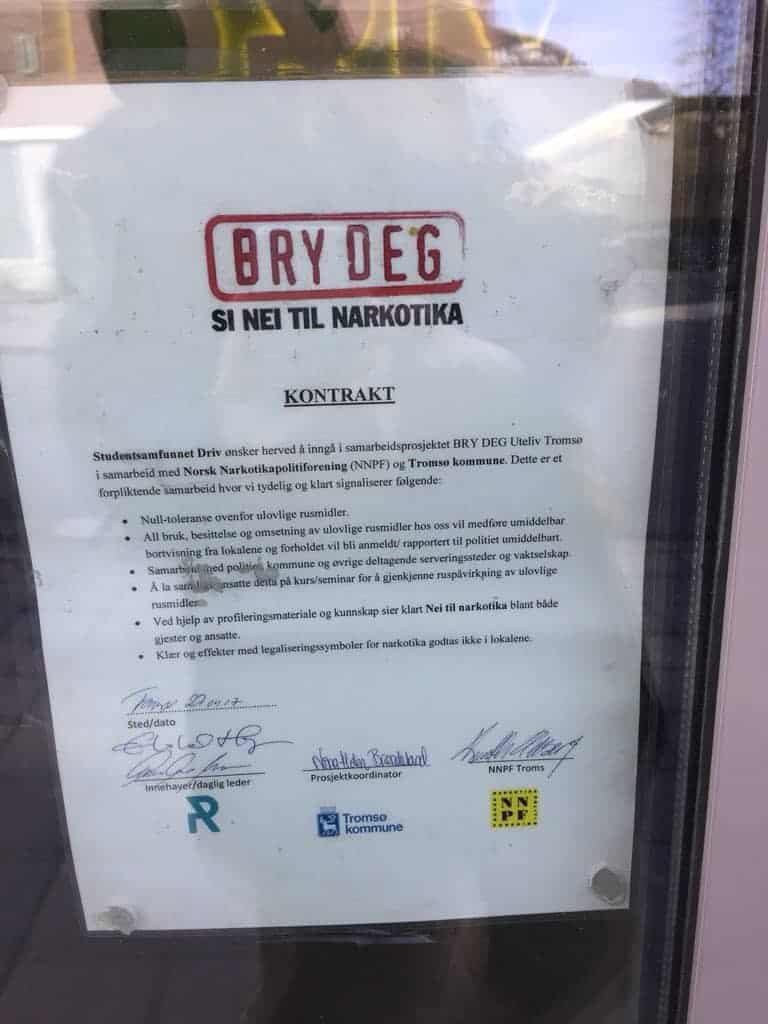 BRY DEG
SI NEI TIL NARKOTIKA
KONTRAKT
Studentsamfunnet Driv ønsker herved å inngå i samarbeidsprosjektet BRY DEG Uteliv Tromsø
i samarbeid med Norsk Narkotikapolitiforening (NNPF) og Tromsø kommune. Dette er et
forpliktende samarbeid hvor vi tydelig og klart signaliserer følgende:
• Null-toleranse ovenfor ulovlige rusmidler.
• All bruk, besittelse og omsetning av ulovlige rusmidler hos oss vil medføre umiddelbar
bortvisning fra lokalene og forholdet vil bli anmeldt/ rapportert til politiet umiddelbart.
• Samarbeid med politiet, kommune og øvrige deltagende serveringssteder og vaktselskap.
• Å la ansatte delta på kurs/seminar for å gjenkjenne ruspåvirkning av ulovlige
rusmidler.
• Ved hjelp av profileringsmateriale og kunnskap sier klart Nei til narkotika blant både
gjester og ansatte.
• Klær og effekter med legaliseringssymboler for narkotika godtas ikke i lokalene.
Sted/dato
Innehaver/daglig leder
Prosjektkoordinator
NNPF Troms
R
Tromsø
kommune
NARKOTIKA
NN
PF